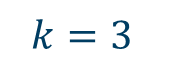 k = 3